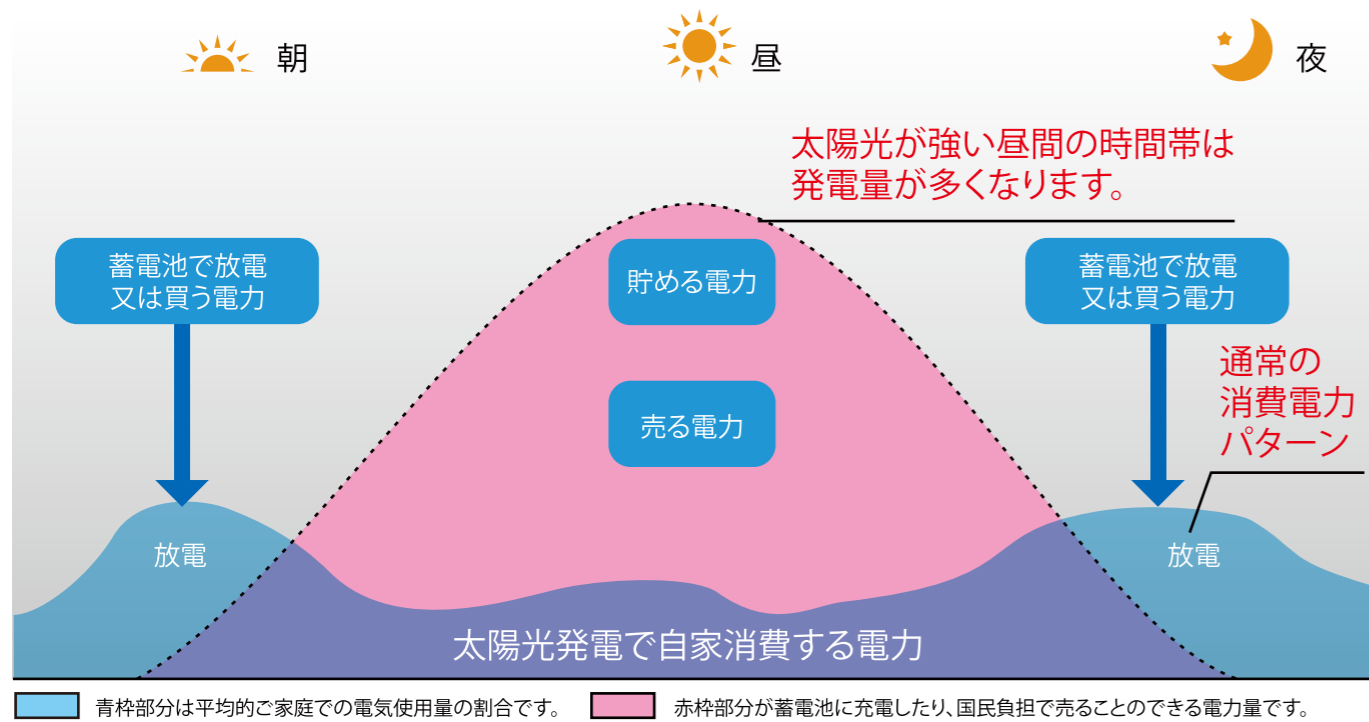 朝
昼
夜
太陽光が強い昼間の時間帯は
発電量が多くなります。
蓄電池で放電
又は買う電力
貯める電力
蓄電池で放電
又は買う電力
通常の
消費電力
パターン
売る電力
放電
放電
太陽光発電で自家消費する電力
青枠部分は平均的ご家庭での電気使用量の割合です。
赤枠部分が蓄電池に充電したり、国民負担で売ることのできる電力量です。